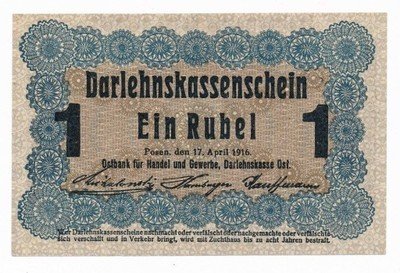 Darlehnskassenschein
1 Ein Rubel 1
Posen, den 17. April 1916.
Ostbank für Handel und Gewerbe, Darlehnskasse Ost.
Wer Darlehenskassenscheine nachmacht oder verfälscht oder nachgemachte oder verfälschte
sich verschafft und in Verkehr bringt, wird mit Zuchthaus bis zu acht Jahren bestraft.